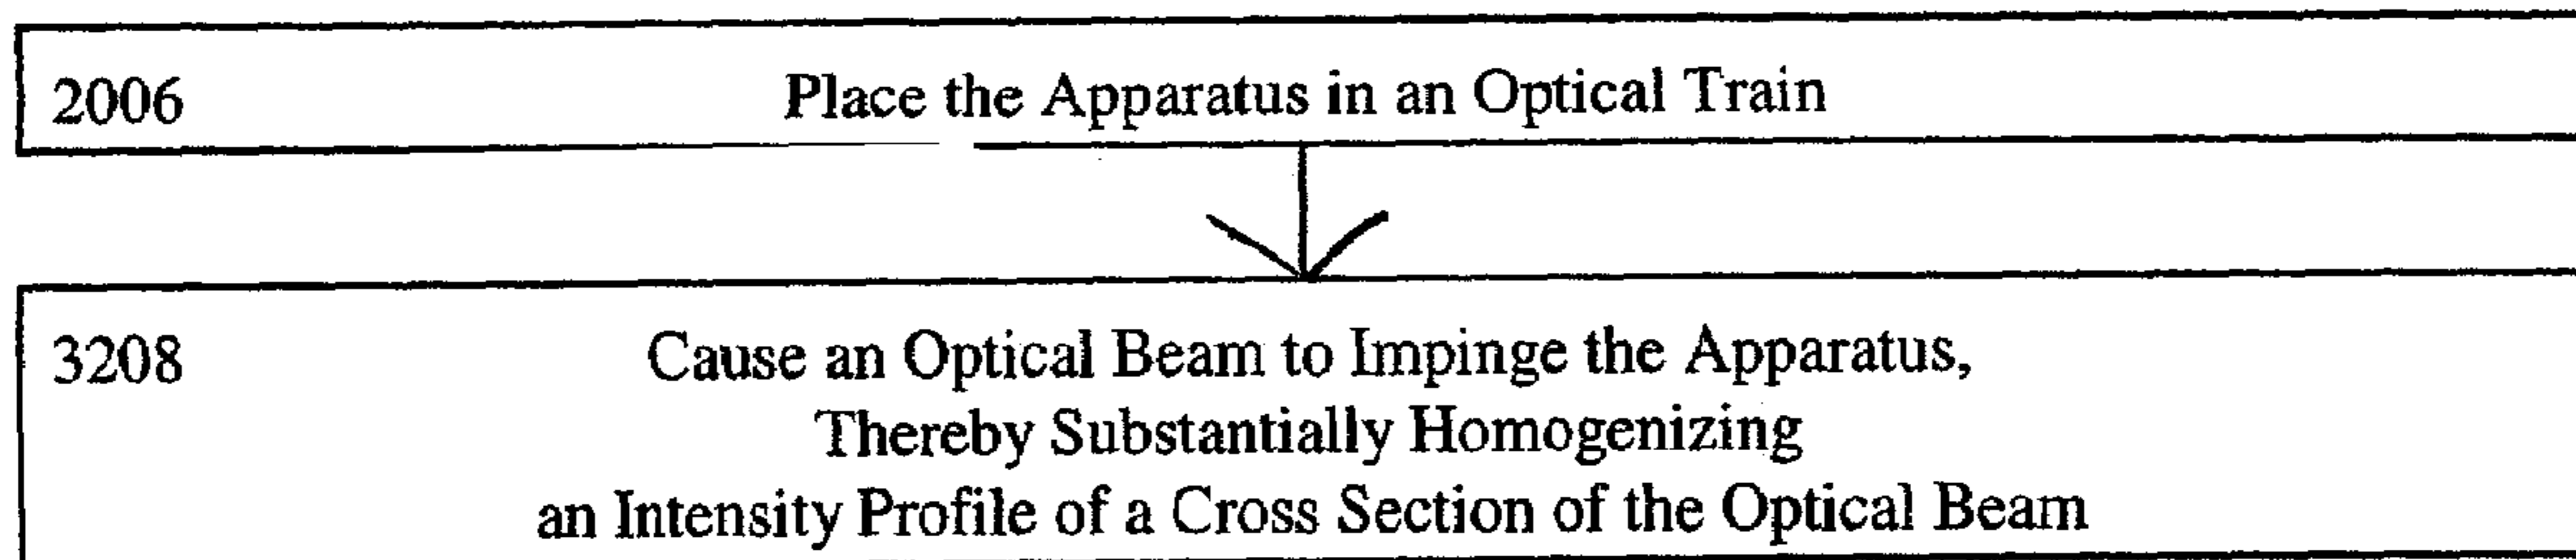 2006 Place the Apparatus in an Optical Train
3208 Cause an Optical Beam to Impinge the Apparatus,
Thereby Substantially Homogenizing
an Intensity Profile of a Cross Section of the Optical Beam